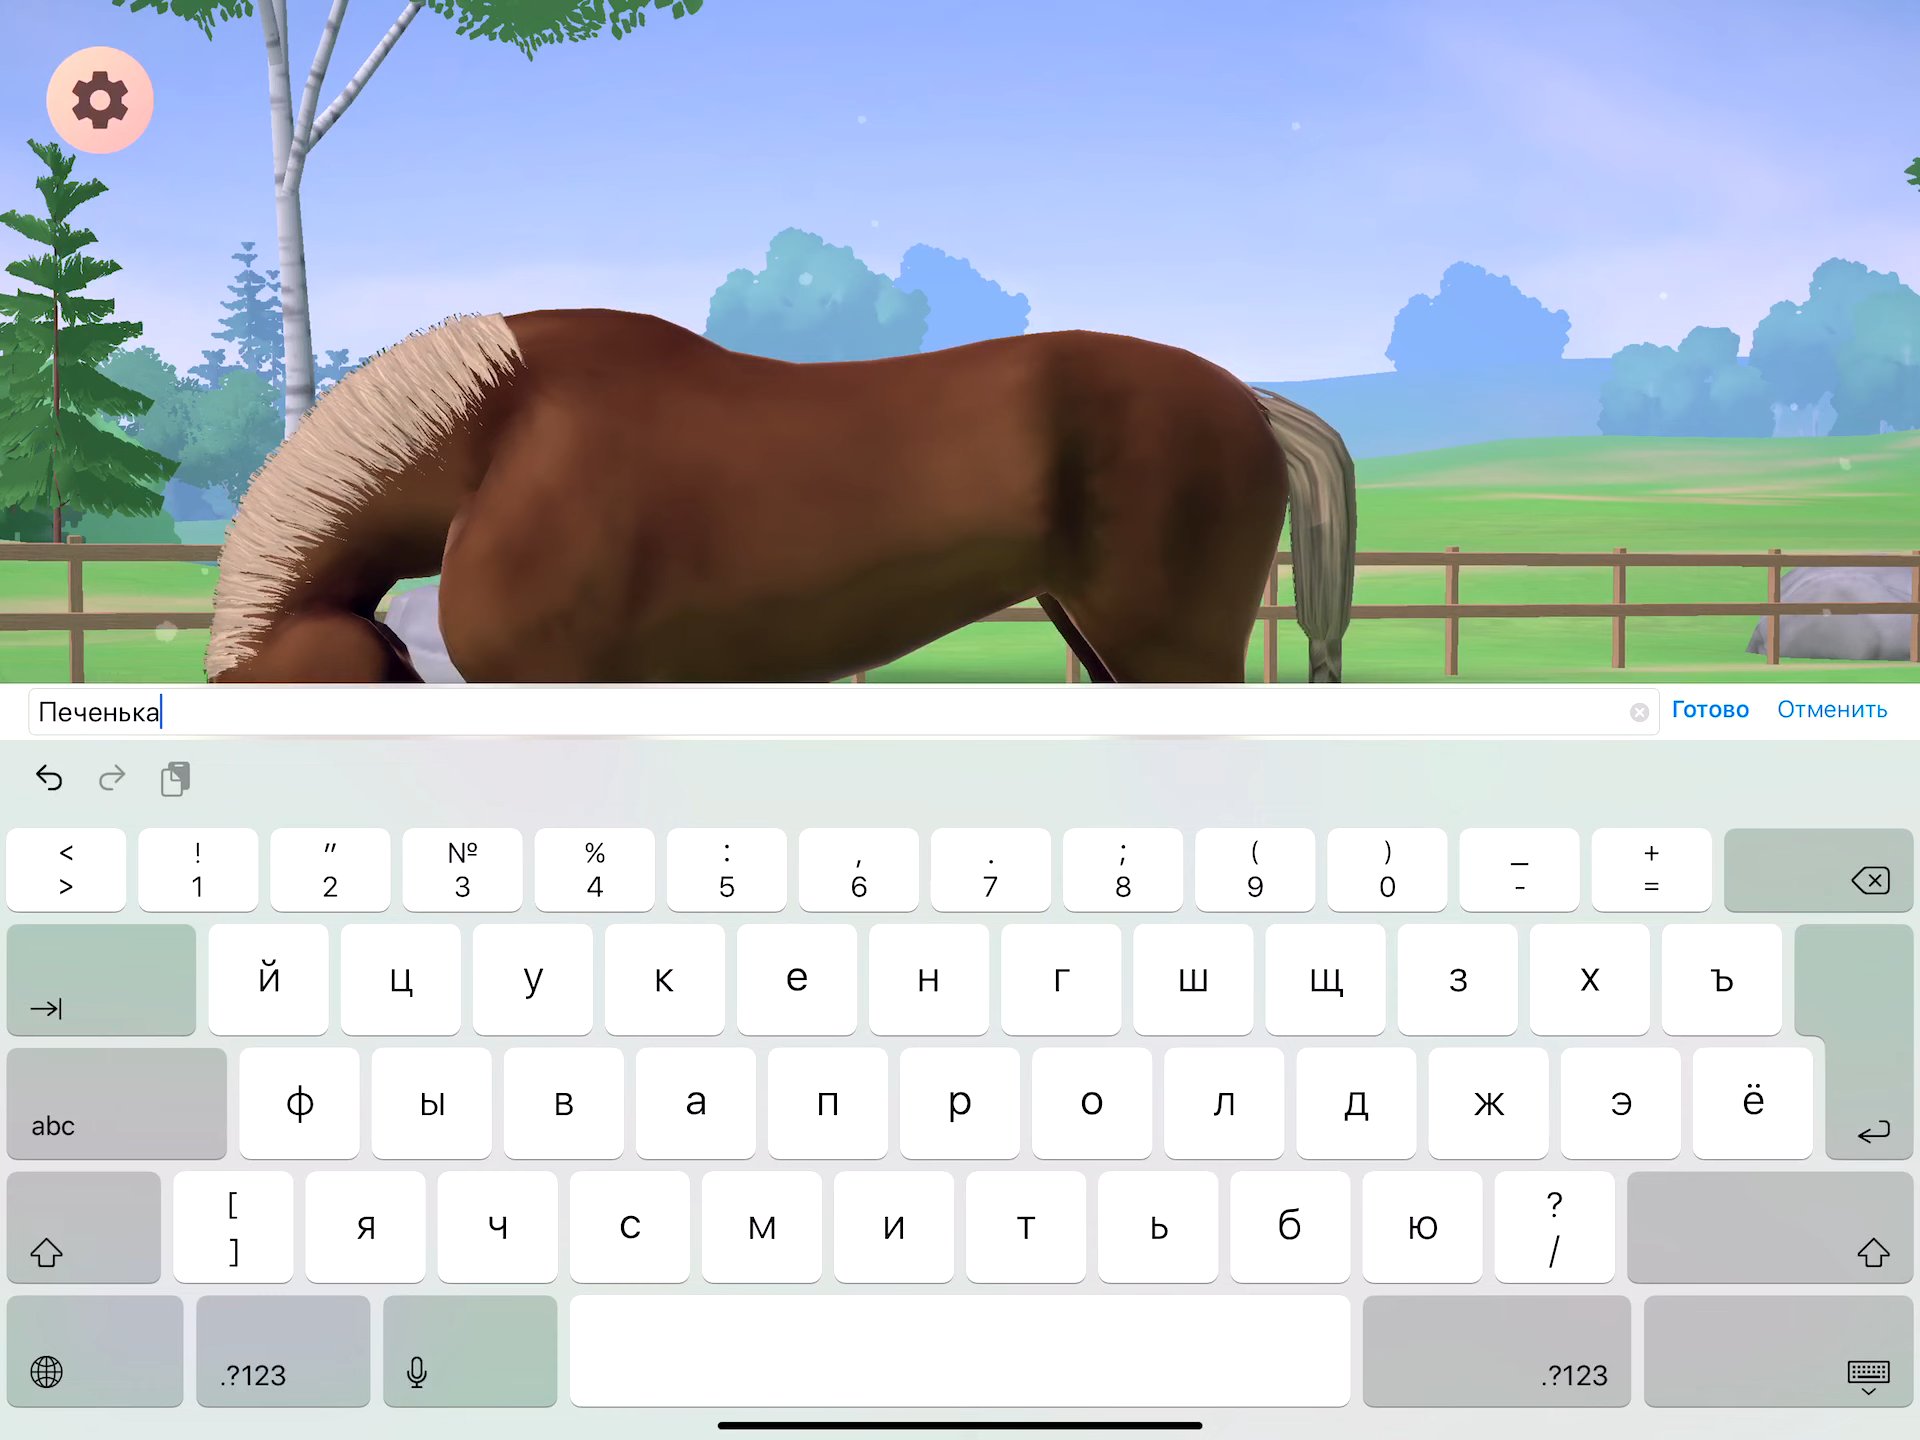 Печенька
Готово
Отменить
< ! " № % : , . ; ( ) _ +
> 1 2 3 4 5 6 7 8 9 0 - =
й ц у к е н г ш щ з х ъ
abc ф ы в а п р о л д ж э ё
[ я ч с м и т ь б ю ?
] /
.?123 .?123